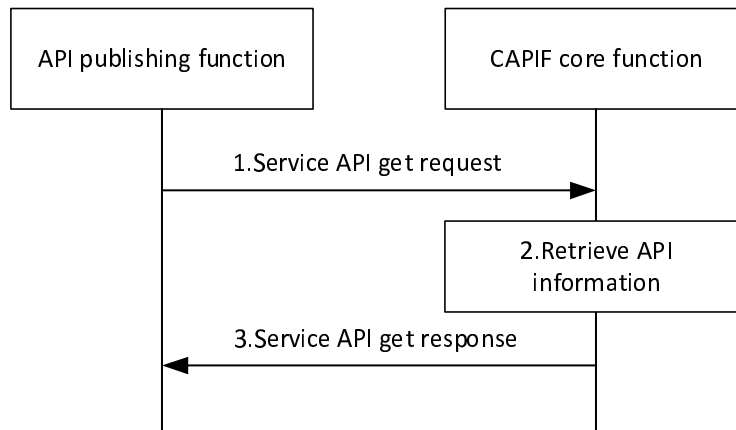 API publishing function
CAPIF core function
1.Service API get request
2.Retrieve API
information
3.Service API get response